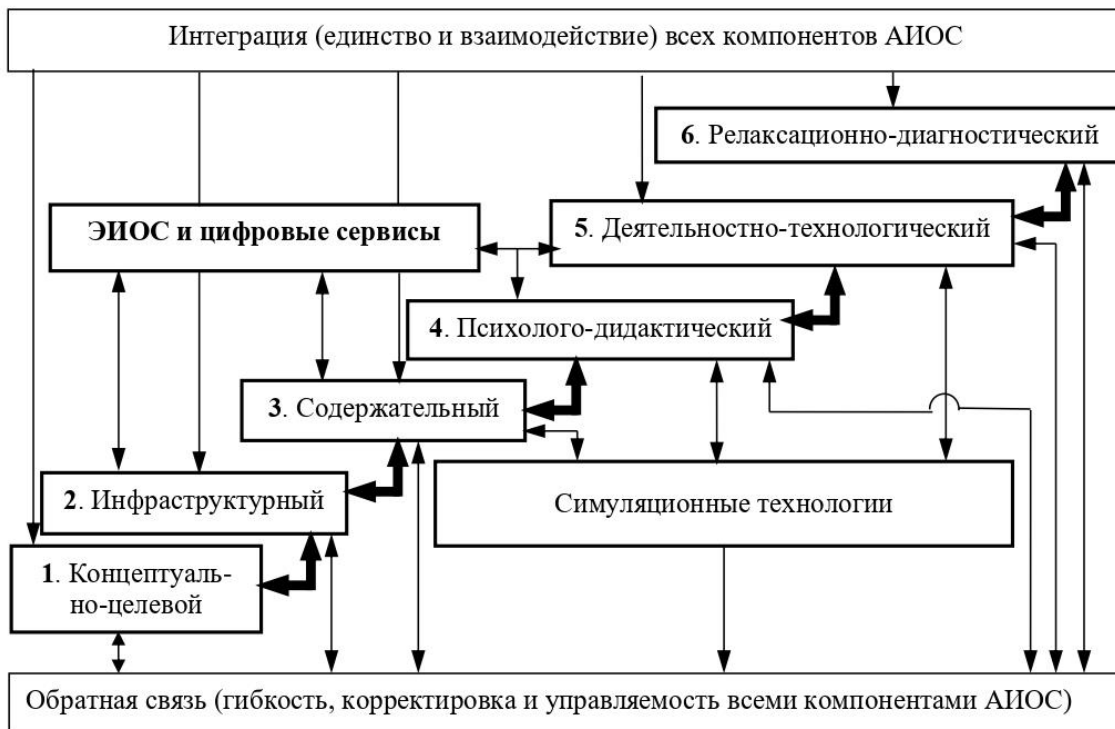 Интеграция (единство и взаимодействие) всех компонентов АИОС
6. Релаксационно-диагностический
ЭИОС и цифровые сервисы
5. Деятельностно-технологический
4. Психолого-дидактический
3. Содержательный
2. Инфраструктурный
Симуляционные технологии
1. Концептуаль-
но-целевой
Обратная связь (гибкость, корректировка и управляемость всеми компонентами АИОС)